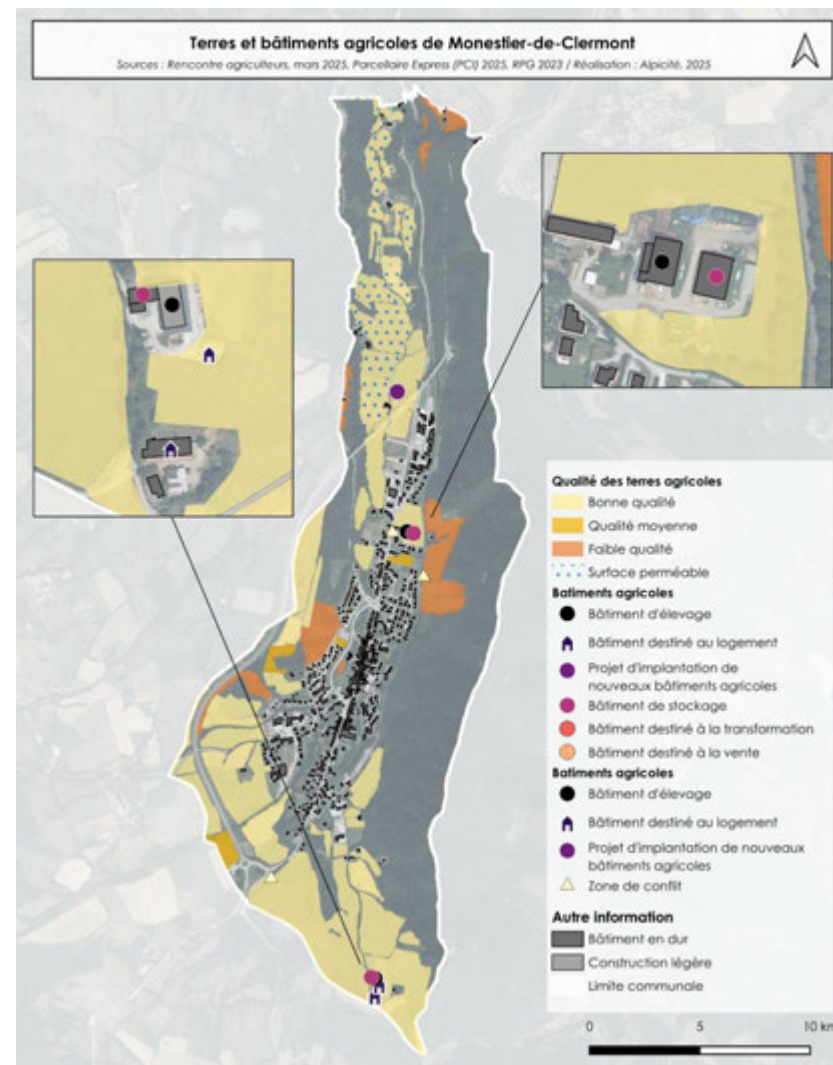 Terres et bâtiments agricoles de Monestier-de-Clermont
Sources : Rencontre agriculteurs, mars 2025, Parcellaire Express (PCI) 2025, RPG 2023 / Réalisation : Alpicité, 2025
Qualité des terres agricoles
Bonne qualité
Qualité moyenne
Faible qualité
Surface perméable
Batiments agricoles
Bâtiment d'élevage
Bâtiment destiné au logement
Projet d'implantation de
nouveaux bâtiments agricoles
Bâtiment de stockage
Bâtiment destiné à la transformation
Bâtiment destiné à la vente
Batiments agricoles
Bâtiment d'élevage
Bâtiment destiné au logement
Projet d'implantation de nouveaux
bâtiments agricoles
Zone de conflit
Autre information
Bâtiment en dur
Construction légère
Limite communale
0 5 10 km